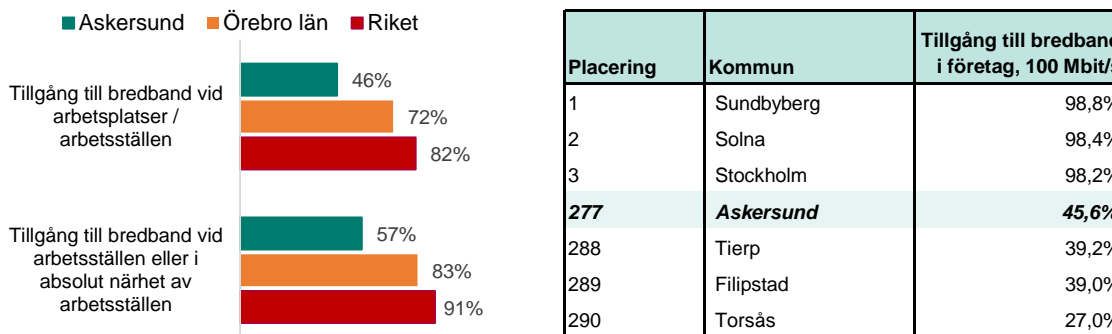 Askersund Örebro län Riket
Tillgång till bredband vid
arbetsplatser /
arbetsställen
46%
72%
82%
Tillgång till bredband vid
arbetsställen eller i
absolut närhet av
arbetsställen
57%
83%
91%
Placering Kommun Tillgång till bredband
i företag, 100 Mbit/s
1 Sundbyberg 98,8%
2 Solna 98,4%
3 Stockholm 98,2%
277 Askersund 45,6%
288 Tierp 39,2%
289 Filipstad 39,0%
290 Torsås 27,0%